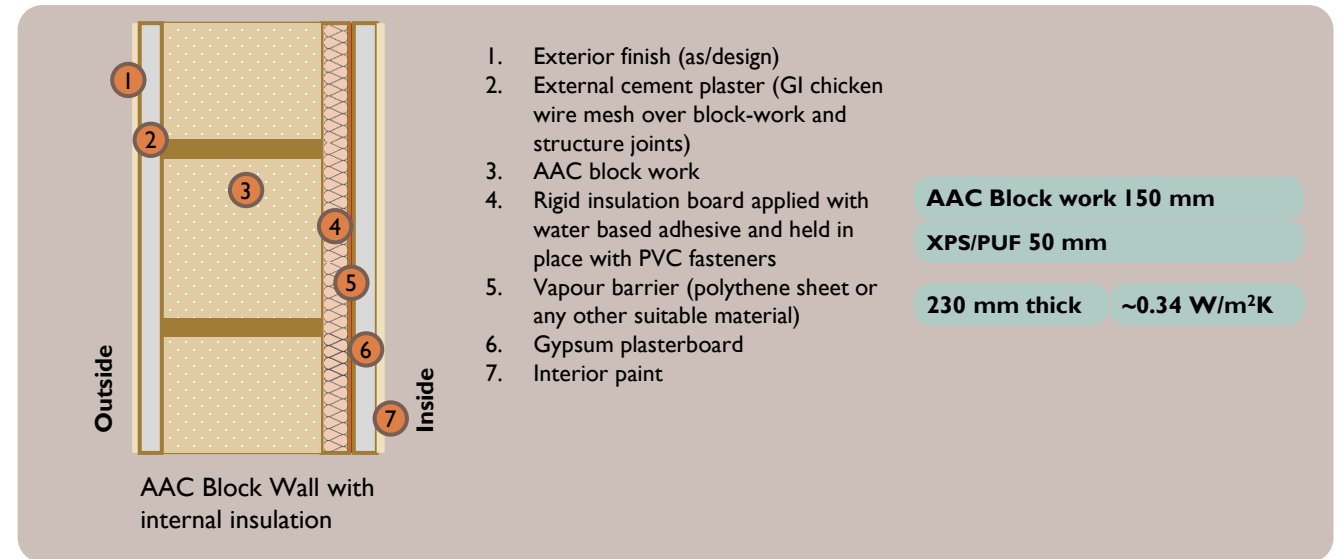 1
2
3
4
5
6
7
Outside
Inside
AAC Block Wall with
internal insulation
1. Exterior finish (as/design)
2. External cement plaster (GI chicken
wire mesh over block-work and
structure joints)
3. AAC block work
4. Rigid insulation board applied with
water based adhesive and held in
place with PVC fasteners
5. Vapour barrier (polythene sheet or
any other suitable material)
6. Gypsum plasterboard
7. Interior paint
AAC Block work 150 mm
XPS/PUF 50 mm
230 mm thick ~0.34 W/m²K